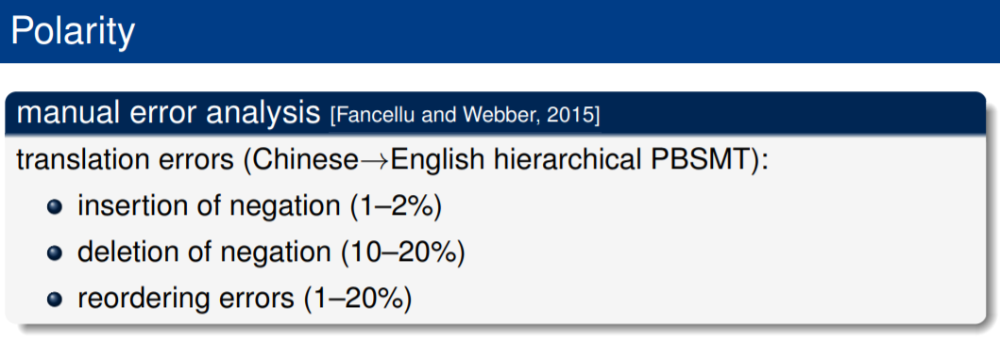 Polarity
manual error analysis [Fancellu and Webber, 2015]
translation errors (Chinese→English hierarchical PBSMT):
insertion of negation (1–2%)
deletion of negation (10–20%)
reordering errors (1–20%)